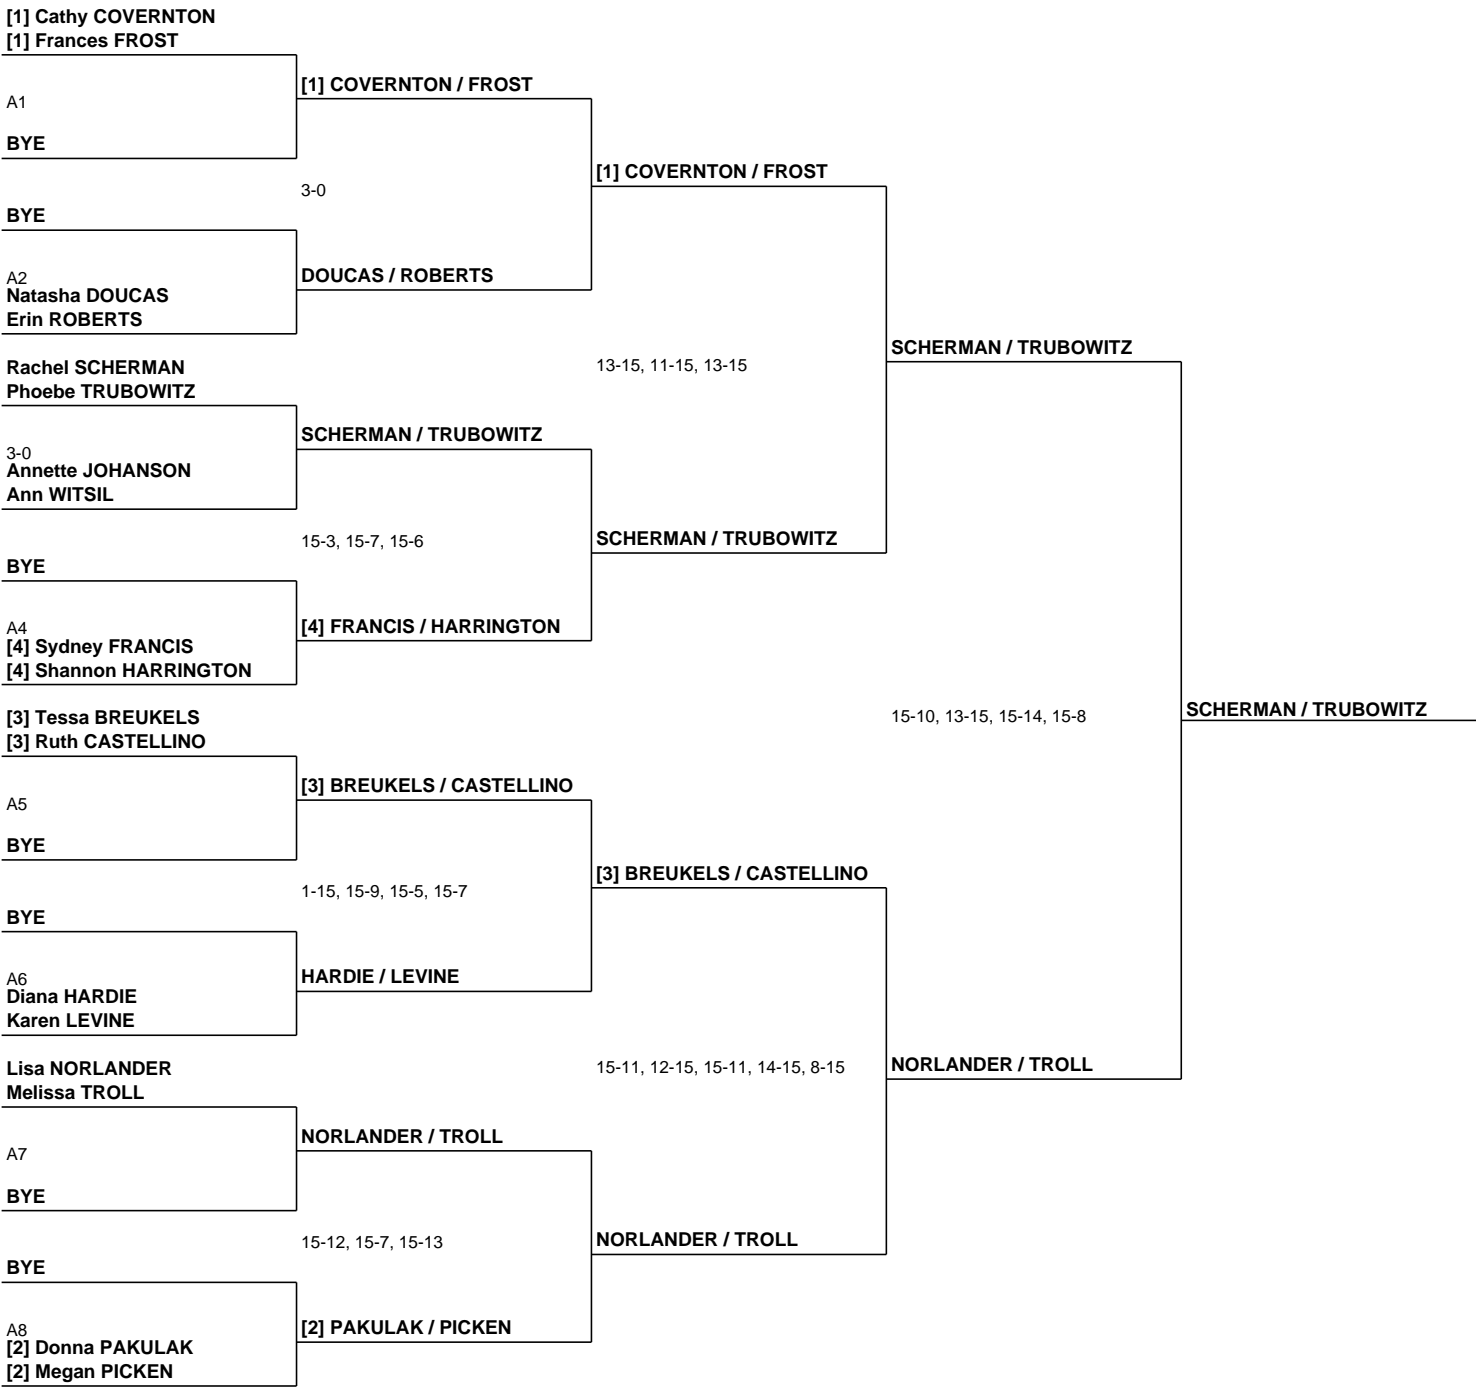 [1] Cathy COVERNTON
[1] Frances FROST
[1] COVERNTON / FROST
A1
BYE
[1] COVERNTON / FROST
3-0
BYE
DOUCAS / ROBERTS
A2
Natasha DOUCAS
Erin ROBERTS
SCHERMAN / TRUBOWITZ
13-15, 11-15, 13-15
Rachel SCHERMAN
Phoebe TRUBOWITZ
SCHERMAN / TRUBOWITZ
3-0
Annette JOHANSON
Ann WITSIL
15-3, 15-7, 15-6
SCHERMAN / TRUBOWITZ
BYE
A4
[4] FRANCIS / HARRINGTON
[4] Sydney FRANCIS
[4] Shannon HARRINGTON
15-10, 13-15, 15-14, 15-8
SCHERMAN / TRUBOWITZ
[3] Tessa BREUKELS
[3] Ruth CASTELLINO
[3] BREUKELS / CASTELLINO
A5
BYE
[3] BREUKELS / CASTELLINO
1-15, 15-9, 15-5, 15-7
BYE
HARDIE / LEVINE
A6
Diana HARDIE
Karen LEVINE
15-11, 12-15, 15-11, 14-15, 8-15
NORLANDER / TROLL
Lisa NORLANDER
Melissa TROLL
NORLANDER / TROLL
A7
BYE
15-12, 15-7, 15-13
NORLANDER / TROLL
BYE
A8
[2] PAKULAK / PICKEN
[2] Donna PAKULAK
[2] Megan PICKEN